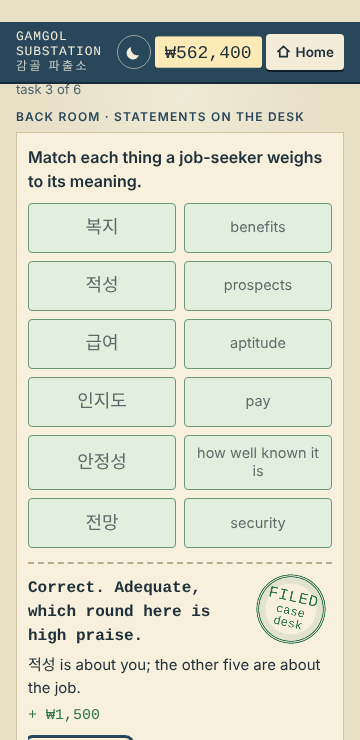 GAMGOL
SUBSTATION
감골 파출소
₩562,400
Home
task 3 of 6
BACK ROOM · STATEMENTS ON THE DESK
Match each thing a job-seeker weighs
to its meaning.
복지
benefits
적성
prospects
급여
aptitude
인지도
pay
안정성
how well known it
is
전망
security
Correct. Adequate,
which round here is
high praise.
FILED
case
desk
적성 is about you; the other five are about
the job.
+ ₩1,500